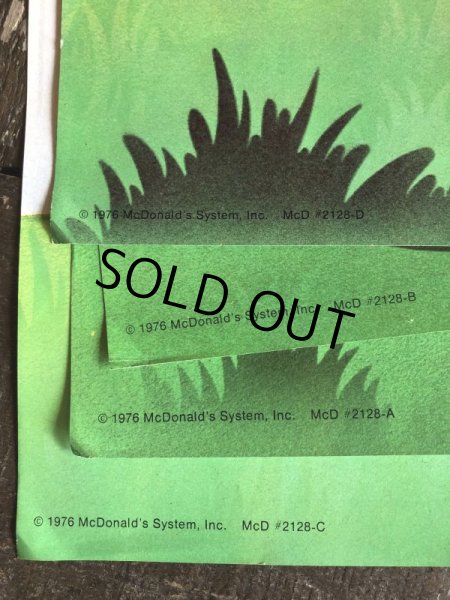 © 1976 McDonald's System, Inc. McD #2128-D
SOLD OUT
© 1976 McDonald's System, Inc. McD #2128-B
© 1976 McDonald's System, Inc. McD #2128-A
© 1976 McDonald's System, Inc. McD #2128-C